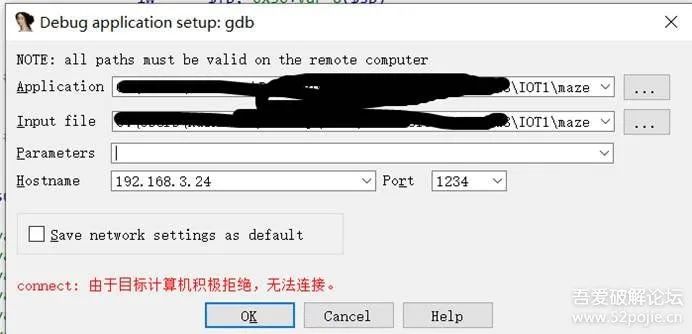 Debug application setup: gdb
NOTE: all paths must be valid on the remote computer
Application \IOT1\maze ...
Input file \IOT1\maze ...
Parameters
Hostname 192.168.3.24 Port 1234
Save network settings as default
connect: 由于目标计算机积极拒绝，无法连接。
OK Cancel Help
吾爱破解论坛
www.52pojie.cn